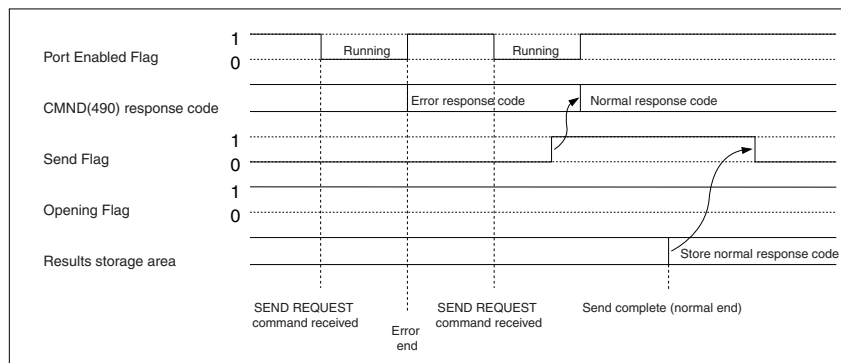 1
Port Enabled Flag
0
Running
Running
CMND(490) response code
Error response code
Normal response code
1
Send Flag
0
1
Opening Flag
0
Results storage area
Store normal response code
SEND REQUEST
command received
Error
end
SEND REQUEST
command received
Send complete (normal end)